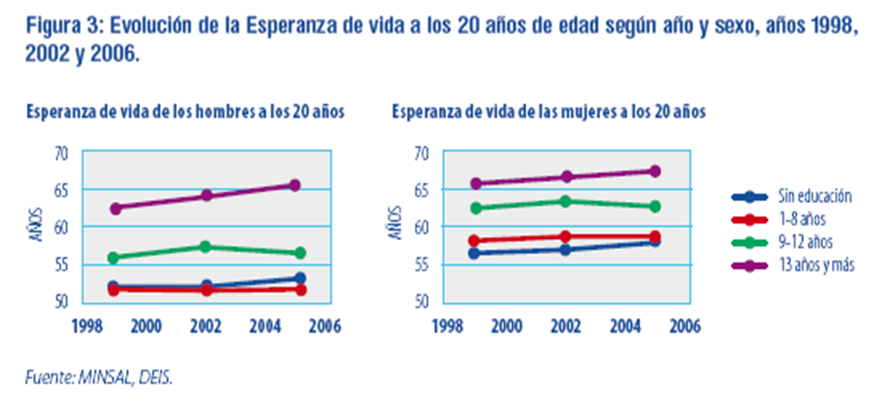 Figura 3: Evolución de la Esperanza de vida a los 20 años de edad según año y sexo, años 1998,
2002 y 2006.
Esperanza de vida de los hombres a los 20 años
70
65
60
55
50
AÑOS
1998 2000 2002 2004 2006
Esperanza de vida de las mujeres a los 20 años
70
65
60
55
50
AÑOS
1998 2000 2002 2004 2006
Sin educación
1-8 años
9-12 años
13 años y más
Fuente: MINSAL, DEIS.